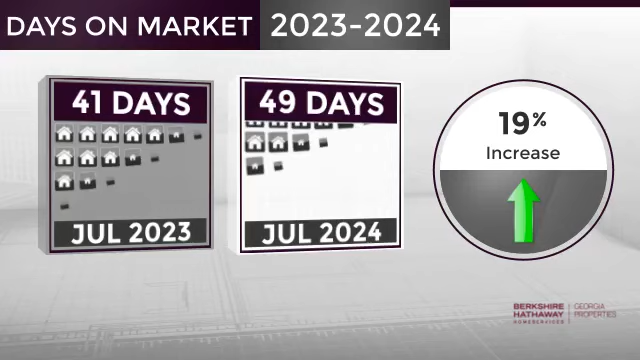 DAYS ON MARKET 2023-2024
41 DAYS
JUL 2023
49 DAYS
JUL 2024
19%
Increase
BERKSHIRE
HATHAWAY
HOMESERVICES
GEORGIA
PROPERTIES